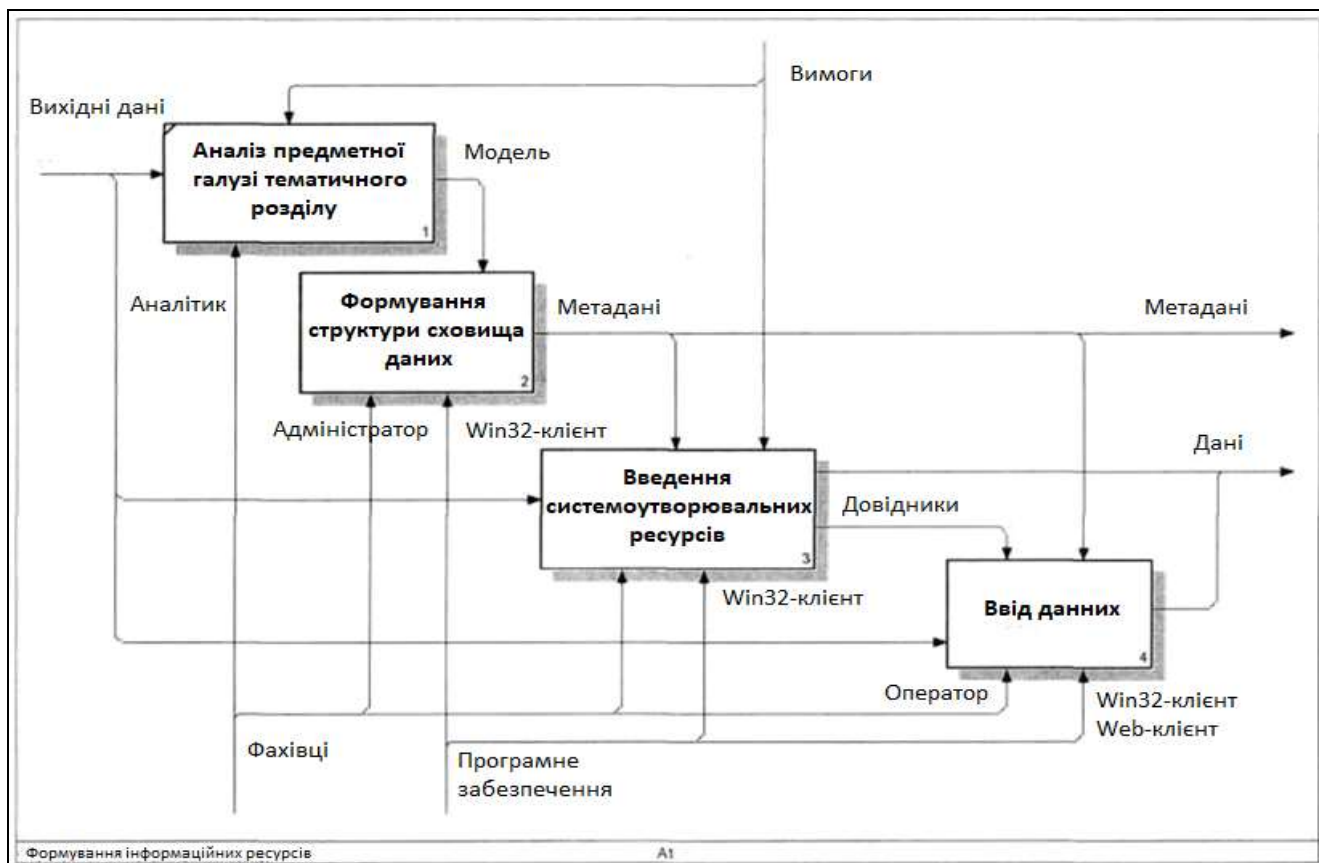 Вимоги
Вихідні дані
Аналіз предметної
галузі тематичного
розділу
1
Модель
Аналітик
Формування
структури сховища
даних
2
Метадані
Метадані
Адміністратор
Win32-клієнт
Введення
системоутворювальних
ресурсів
3
Дані
Довідники
Win32-клієнт
Ввід данних
4
Оператор
Win32-клієнт
Web-клієнт
Фахівці
Програмне
забезпечення
Формування інформаційних ресурсів
A1